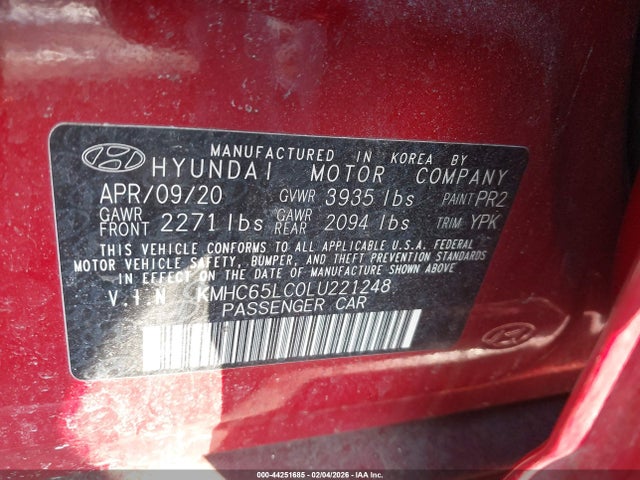 MANUFACTURED IN KOREA BY
HYUNDAI MOTOR COMPANY
APR/09/20 GVWR 3935 lbs PAINT PR2
GAWR FRONT 2271 lbs GAWR REAR 2094 lbs TRIM YPK
THIS VEHICLE CONFORMS TO ALL APPLICABLE U.S.A. FEDERAL
MOTOR VEHICLE SAFETY, BUMPER, AND THEFT PREVENTION STANDARDS
IN EFFECT ON THE DATE OF MANUFACTURE SHOWN ABOVE.
V I N KMHC65LC0LU221248
PASSENGER CAR
000-44251685 - 02/04/2026 - IAAI.com